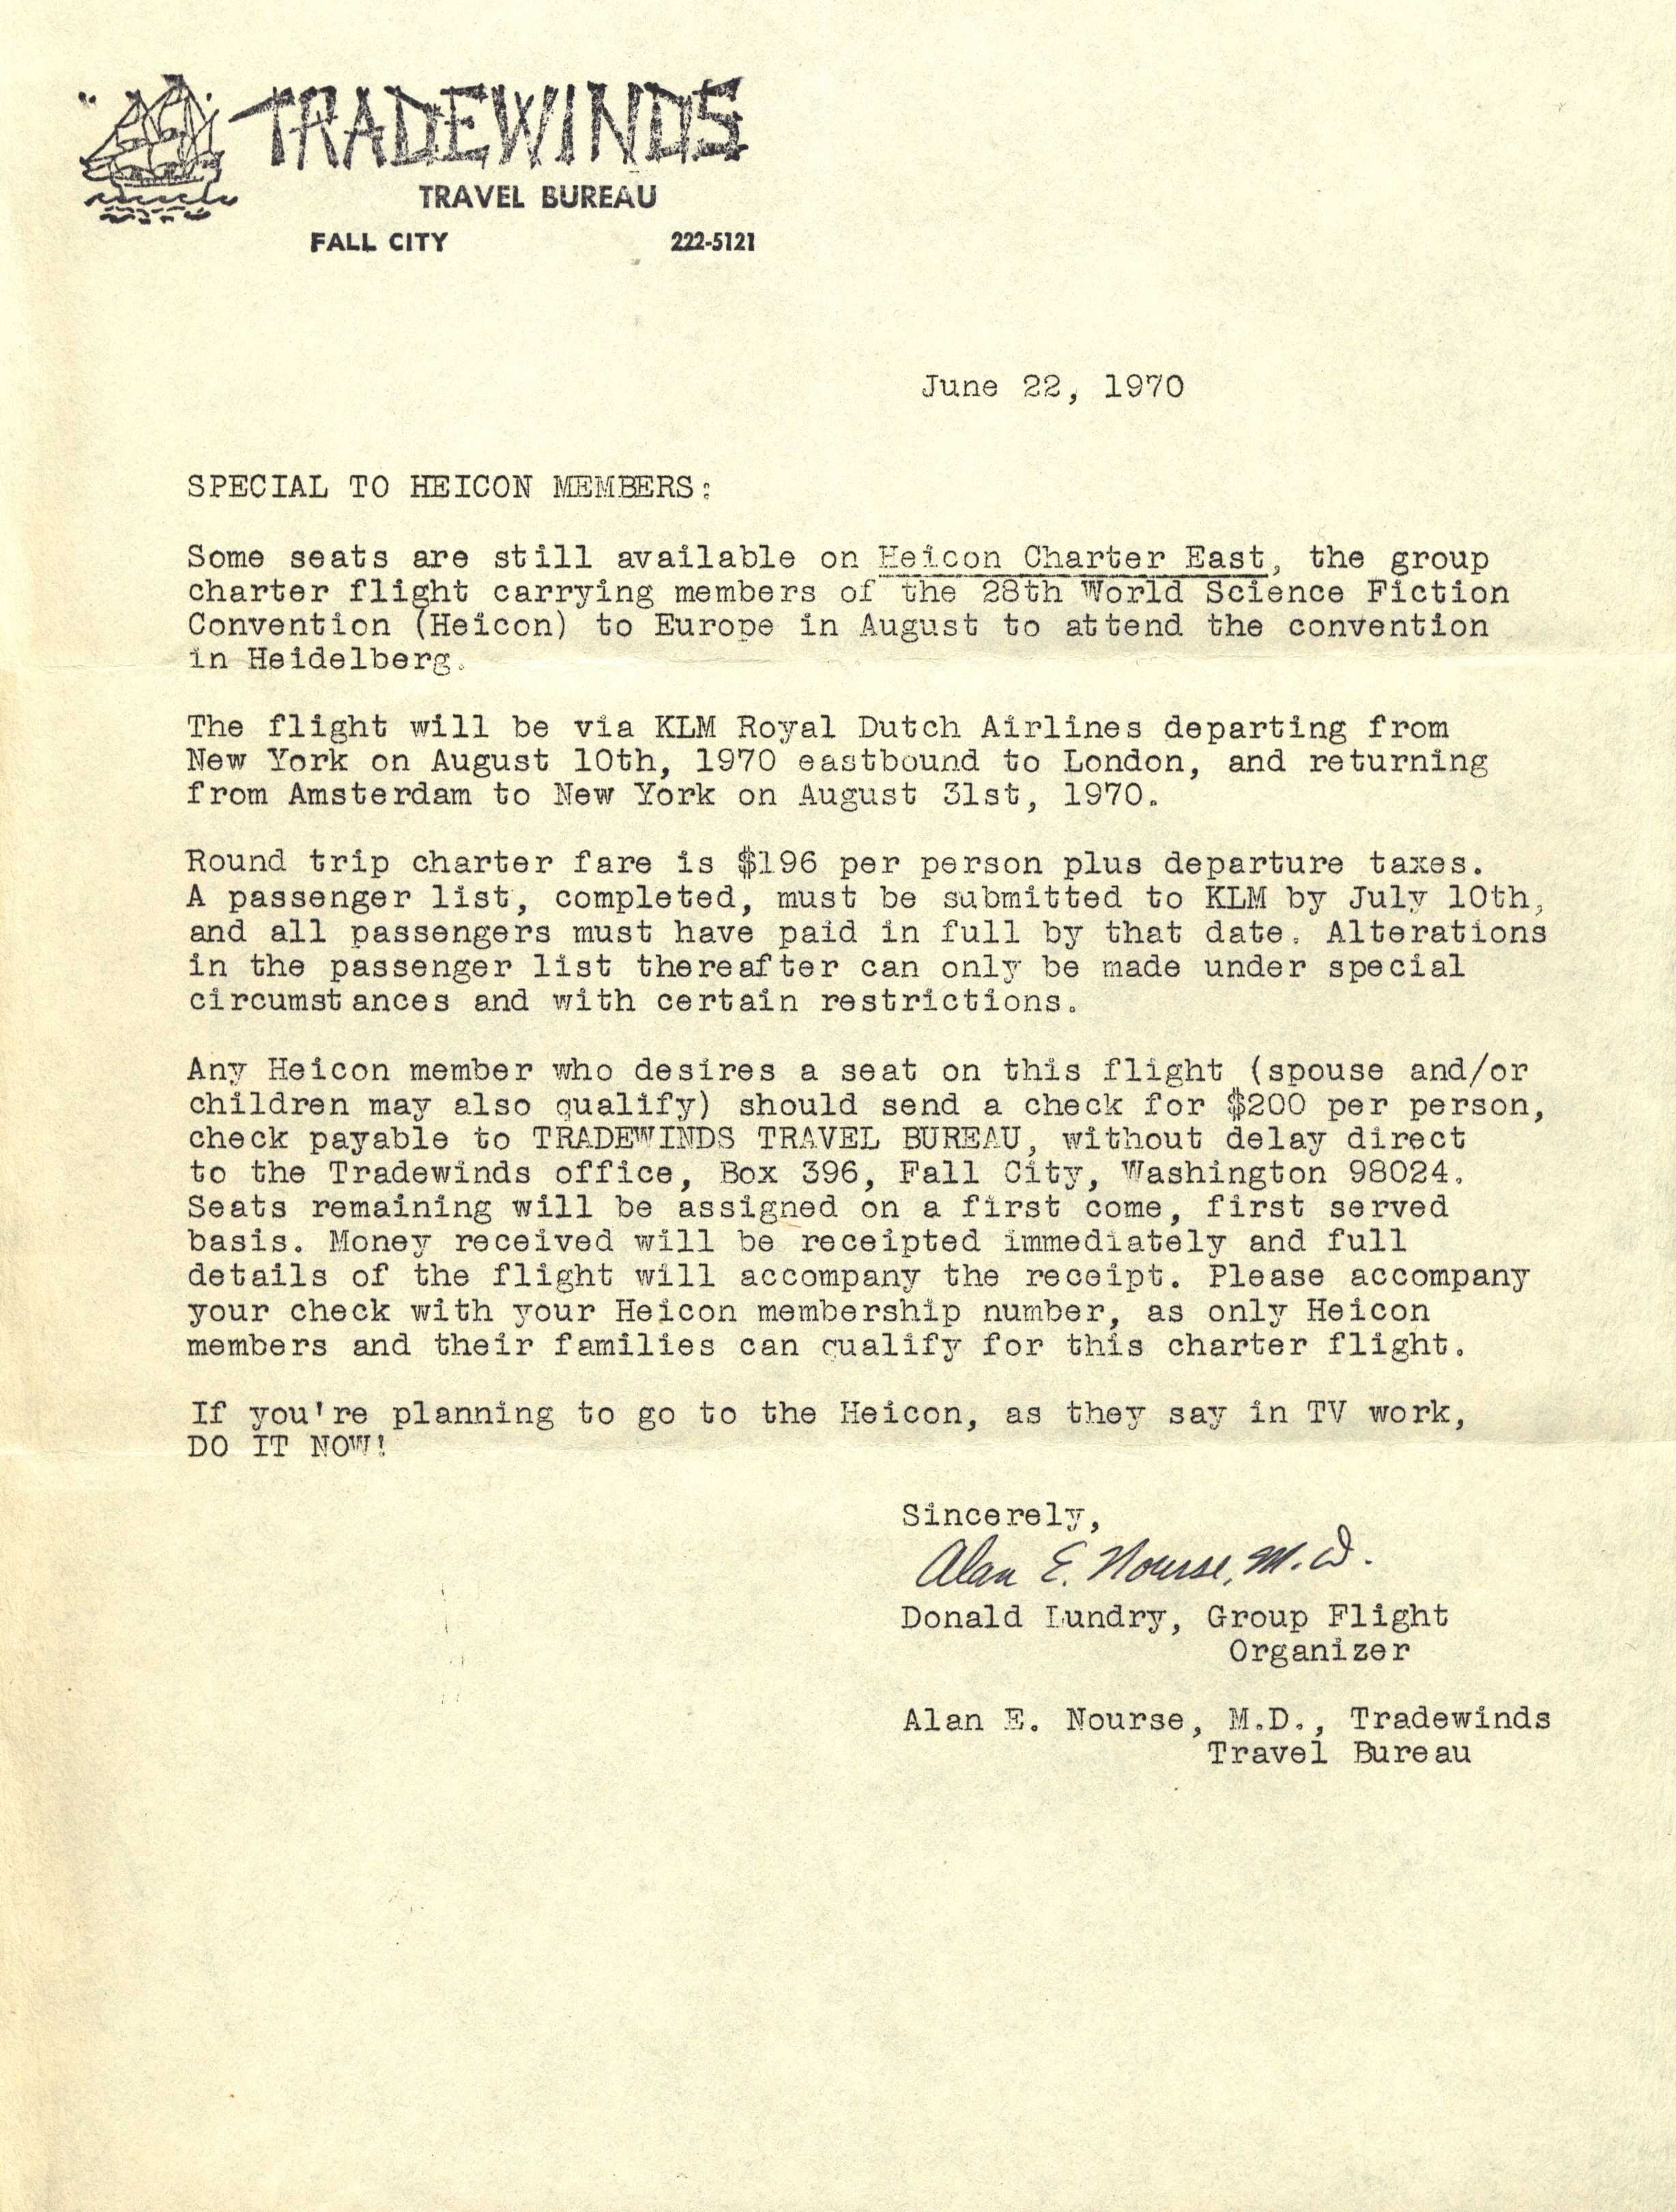 TRADEWINDS
TRAVEL BUREAU
FALL CITY 222-5121
June 22, 1970
SPECIAL TO HEICON MEMBERS:
Some seats are still available on Heicon Charter East, the group
charter flight carrying members of the 28th World Science Fiction
Convention (Heicon) to Europe in August to attend the convention
in Heidelberg.
The flight will be via KLM Royal Dutch Airlines departing from
New York on August 10th, 1970 eastbound to London, and returning
from Amsterdam to New York on August 31st, 1970.
Round trip charter fare is $196 per person plus departure taxes.
A passenger list, completed, must be submitted to KLM by July 10th,
and all passengers must have paid in full by that date. Alterations
in the passenger list thereafter can only be made under special
circumstances and with certain restrictions.
Any Heicon member who desires a seat on this flight (spouse and/or
children may also qualify) should send a check for $200 per person,
check payable to TRADEWINDS TRAVEL BUREAU, without delay direct
to the Tradewinds office, Box 396, Fall City, Washington 98024.
Seats remaining will be assigned on a first come, first served
basis. Money received will be receipted immediately and full
details of the flight will accompany the receipt. Please accompany
your check with your Heicon membership number, as only Heicon
members and their families can qualify for this charter flight.
If you're planning to go to the Heicon, as they say in TV work,
DO IT NOW!
Sincerely,
Alan E. Nourse, M.D.
Donald Lundry, Group Flight
Organizer
Alan E. Nourse, M.D., Tradewinds
Travel Bureau